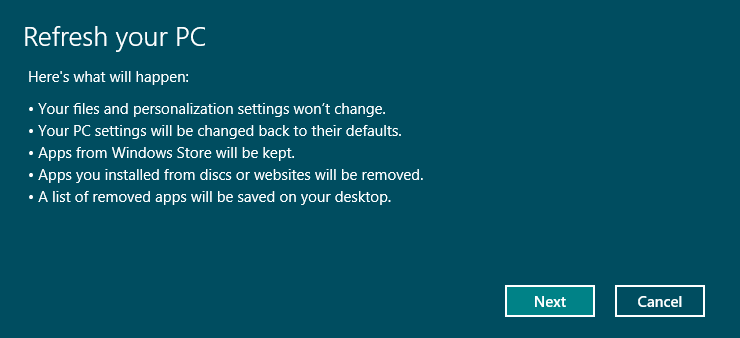 Refresh your PC
Here's what will happen:
• Your files and personalization settings won't change.
• Your PC settings will be changed back to their defaults.
• Apps from Windows Store will be kept.
• Apps you installed from discs or websites will be removed.
• A list of removed apps will be saved on your desktop.
Next
Cancel